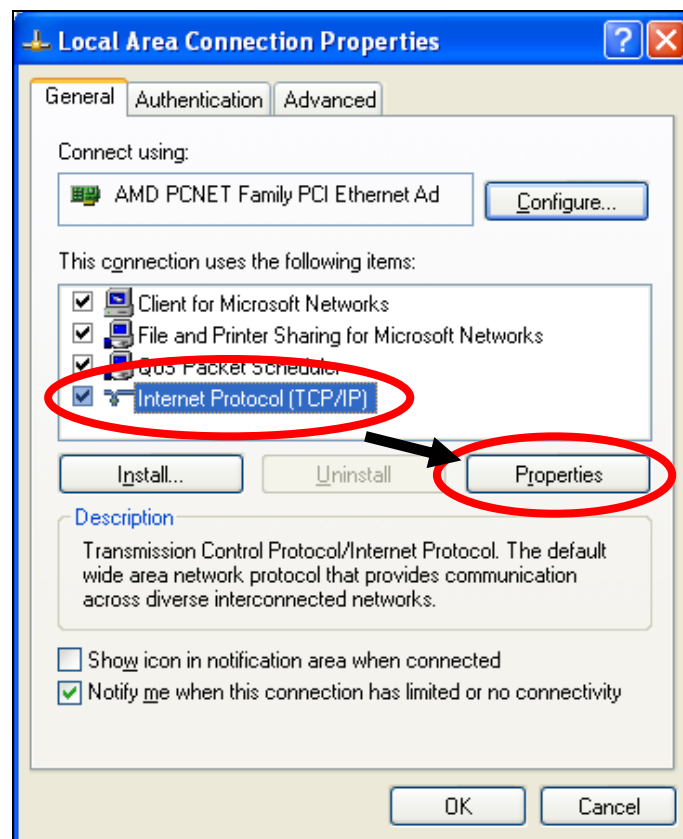 Local Area Connection Properties
General Authentication Advanced
Connect using:
AMD PCNET Family PCI Ethernet Ad Configure...
This connection uses the following items:
Client for Microsoft Networks
File and Printer Sharing for Microsoft Networks
QoS Packet Scheduler
Internet Protocol (TCP/IP)
Install... Uninstall Properties
Description
Transmission Control Protocol/Internet Protocol. The default
wide area network protocol that provides communication
across diverse interconnected networks.
Show icon in notification area when connected
Notify me when this connection has limited or no connectivity
OK Cancel